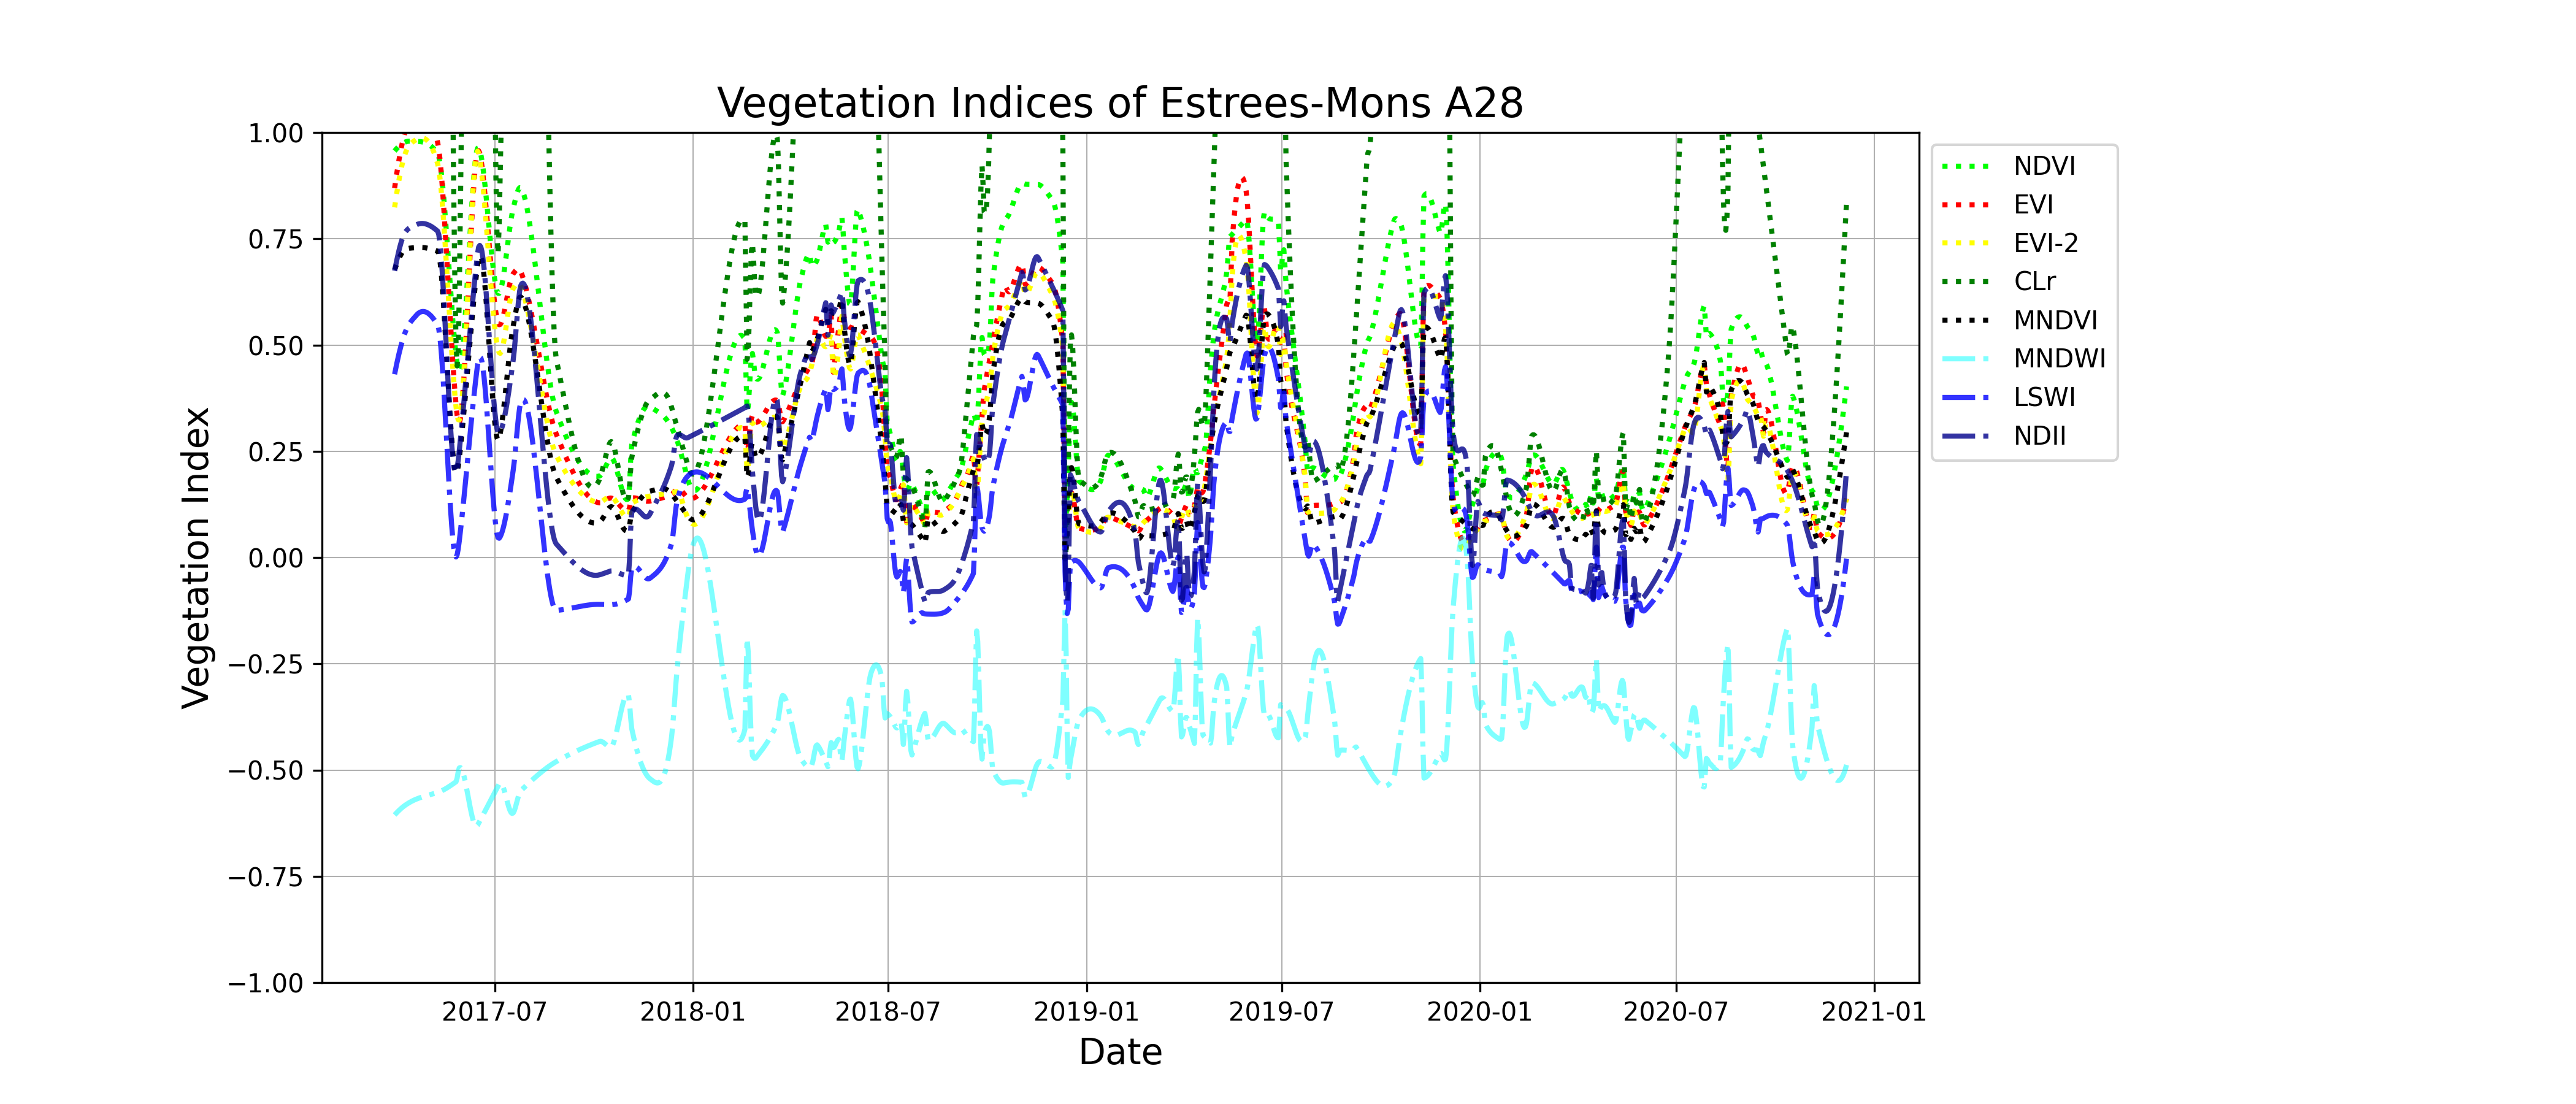 Vegetation Indices of Estrees-Mons A28
1.00
0.75
0.50
0.25
0.00
−0.25
−0.50
−0.75
−1.00
Vegetation Index
2017-07
2018-01
2018-07
2019-01
2019-07
2020-01
2020-07
2021-01
Date
NDVI
EVI
EVI-2
CLr
MNDVI
MNDWI
LSWI
NDII